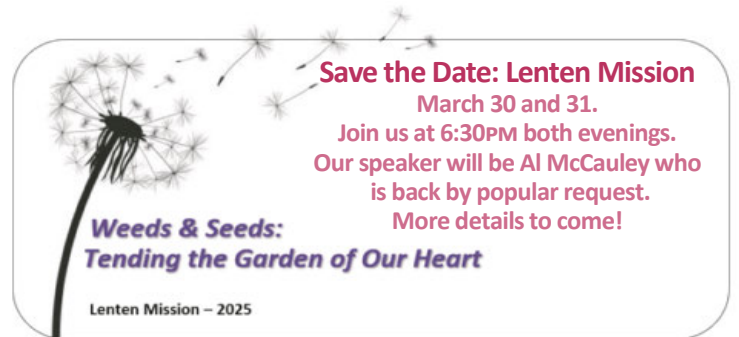 Save the Date: Lenten Mission
March 30 and 31.
Join us at 6:30PM both evenings.
Our speaker will be Al McCauley who
is back by popular request.
More details to come!
Weeds & Seeds:
Tending the Garden of Our Heart
Lenten Mission – 2025